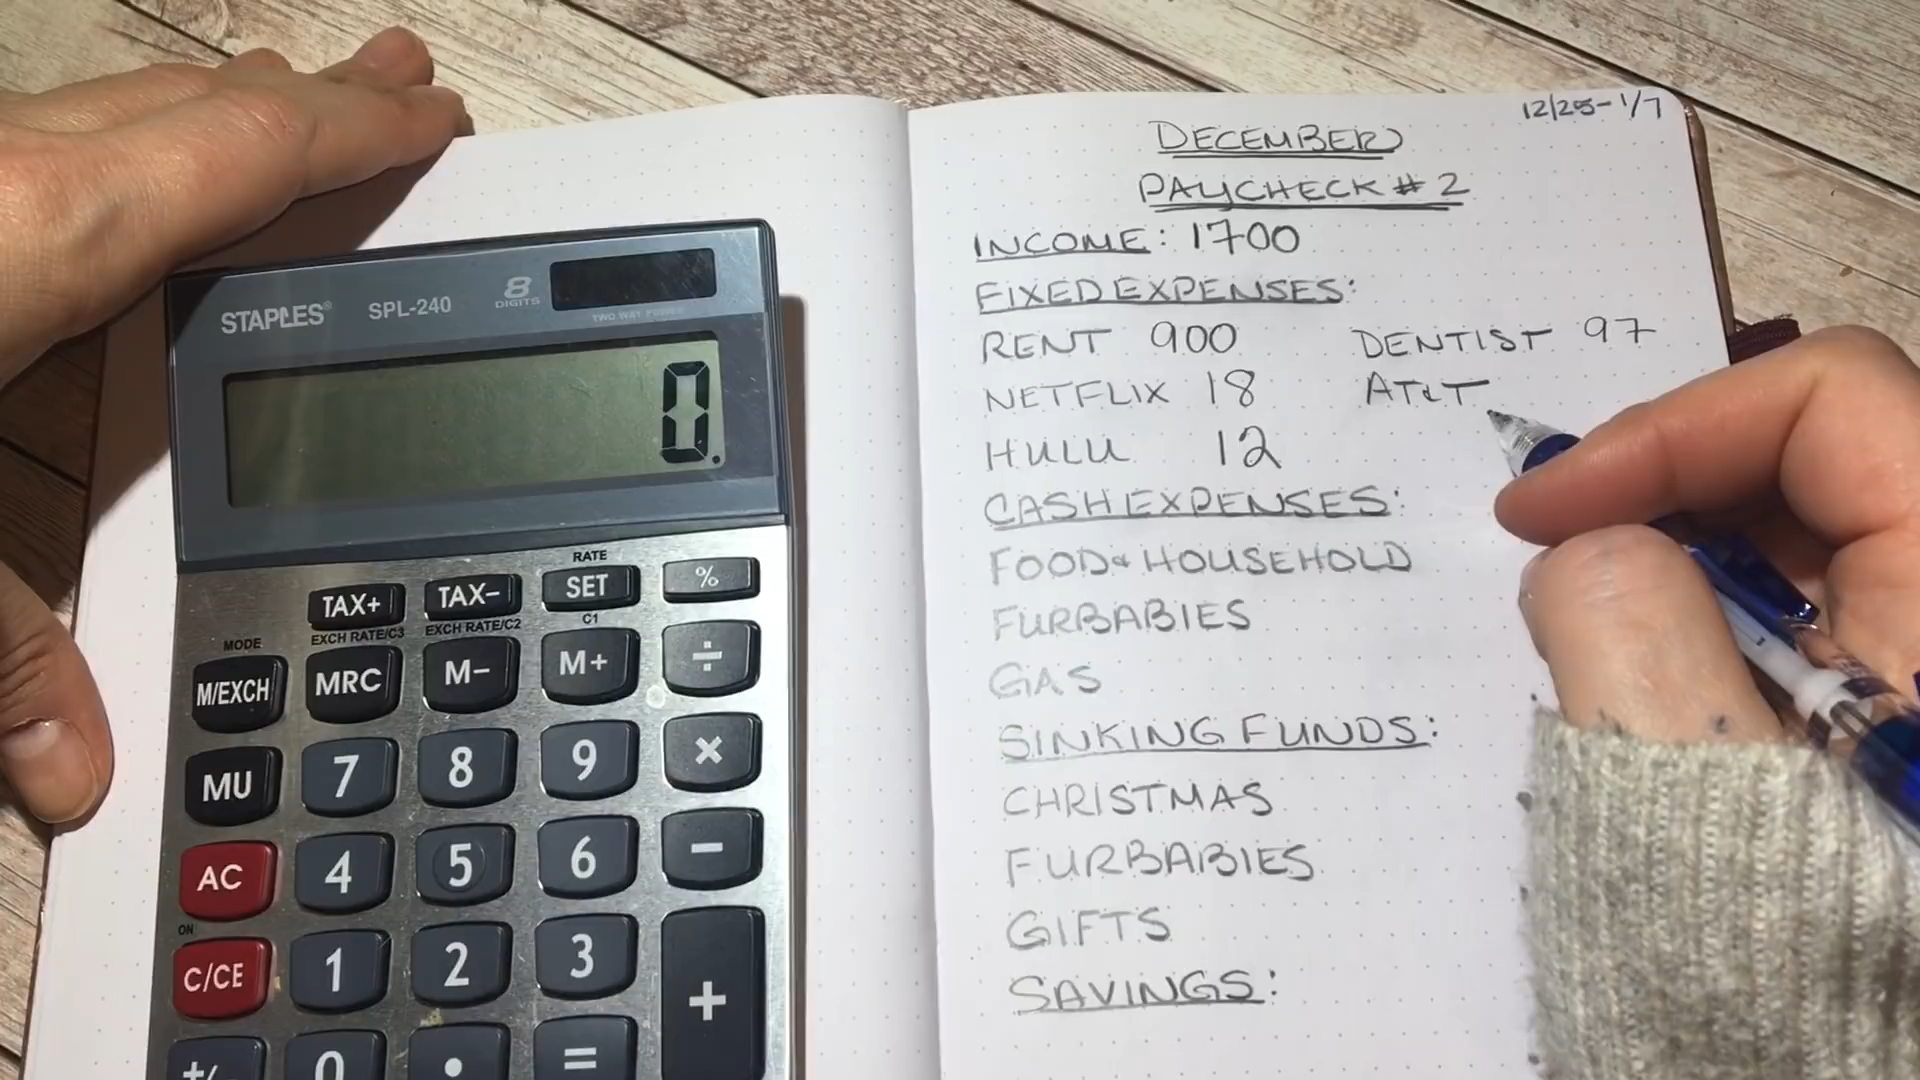 STAPLES® SPL-240 8 DIGITS
TWO WAY POWER
0.
RATE
TAX+ TAX- SET %
EXCH RATE/C3 EXCH RATE/C2 C1
MODE
M/EXCH MRC M- M+ ÷
MU 7 8 9 ×
AC 4 5 6 -
ON
C/CE 1 2 3 +
+/- 0 . =
12/25-1/7
DECEMBER
PAYCHECK #2
INCOME: 1700
FIXED EXPENSES:
RENT 900 DENTIST 97
NETFLIX 18 AT&T
HULU 12
CASH EXPENSES:
FOOD & HOUSEHOLD
FURBABIES
GAS
SINKING FUNDS:
CHRISTMAS
FURBABIES
GIFTS
SAVINGS: